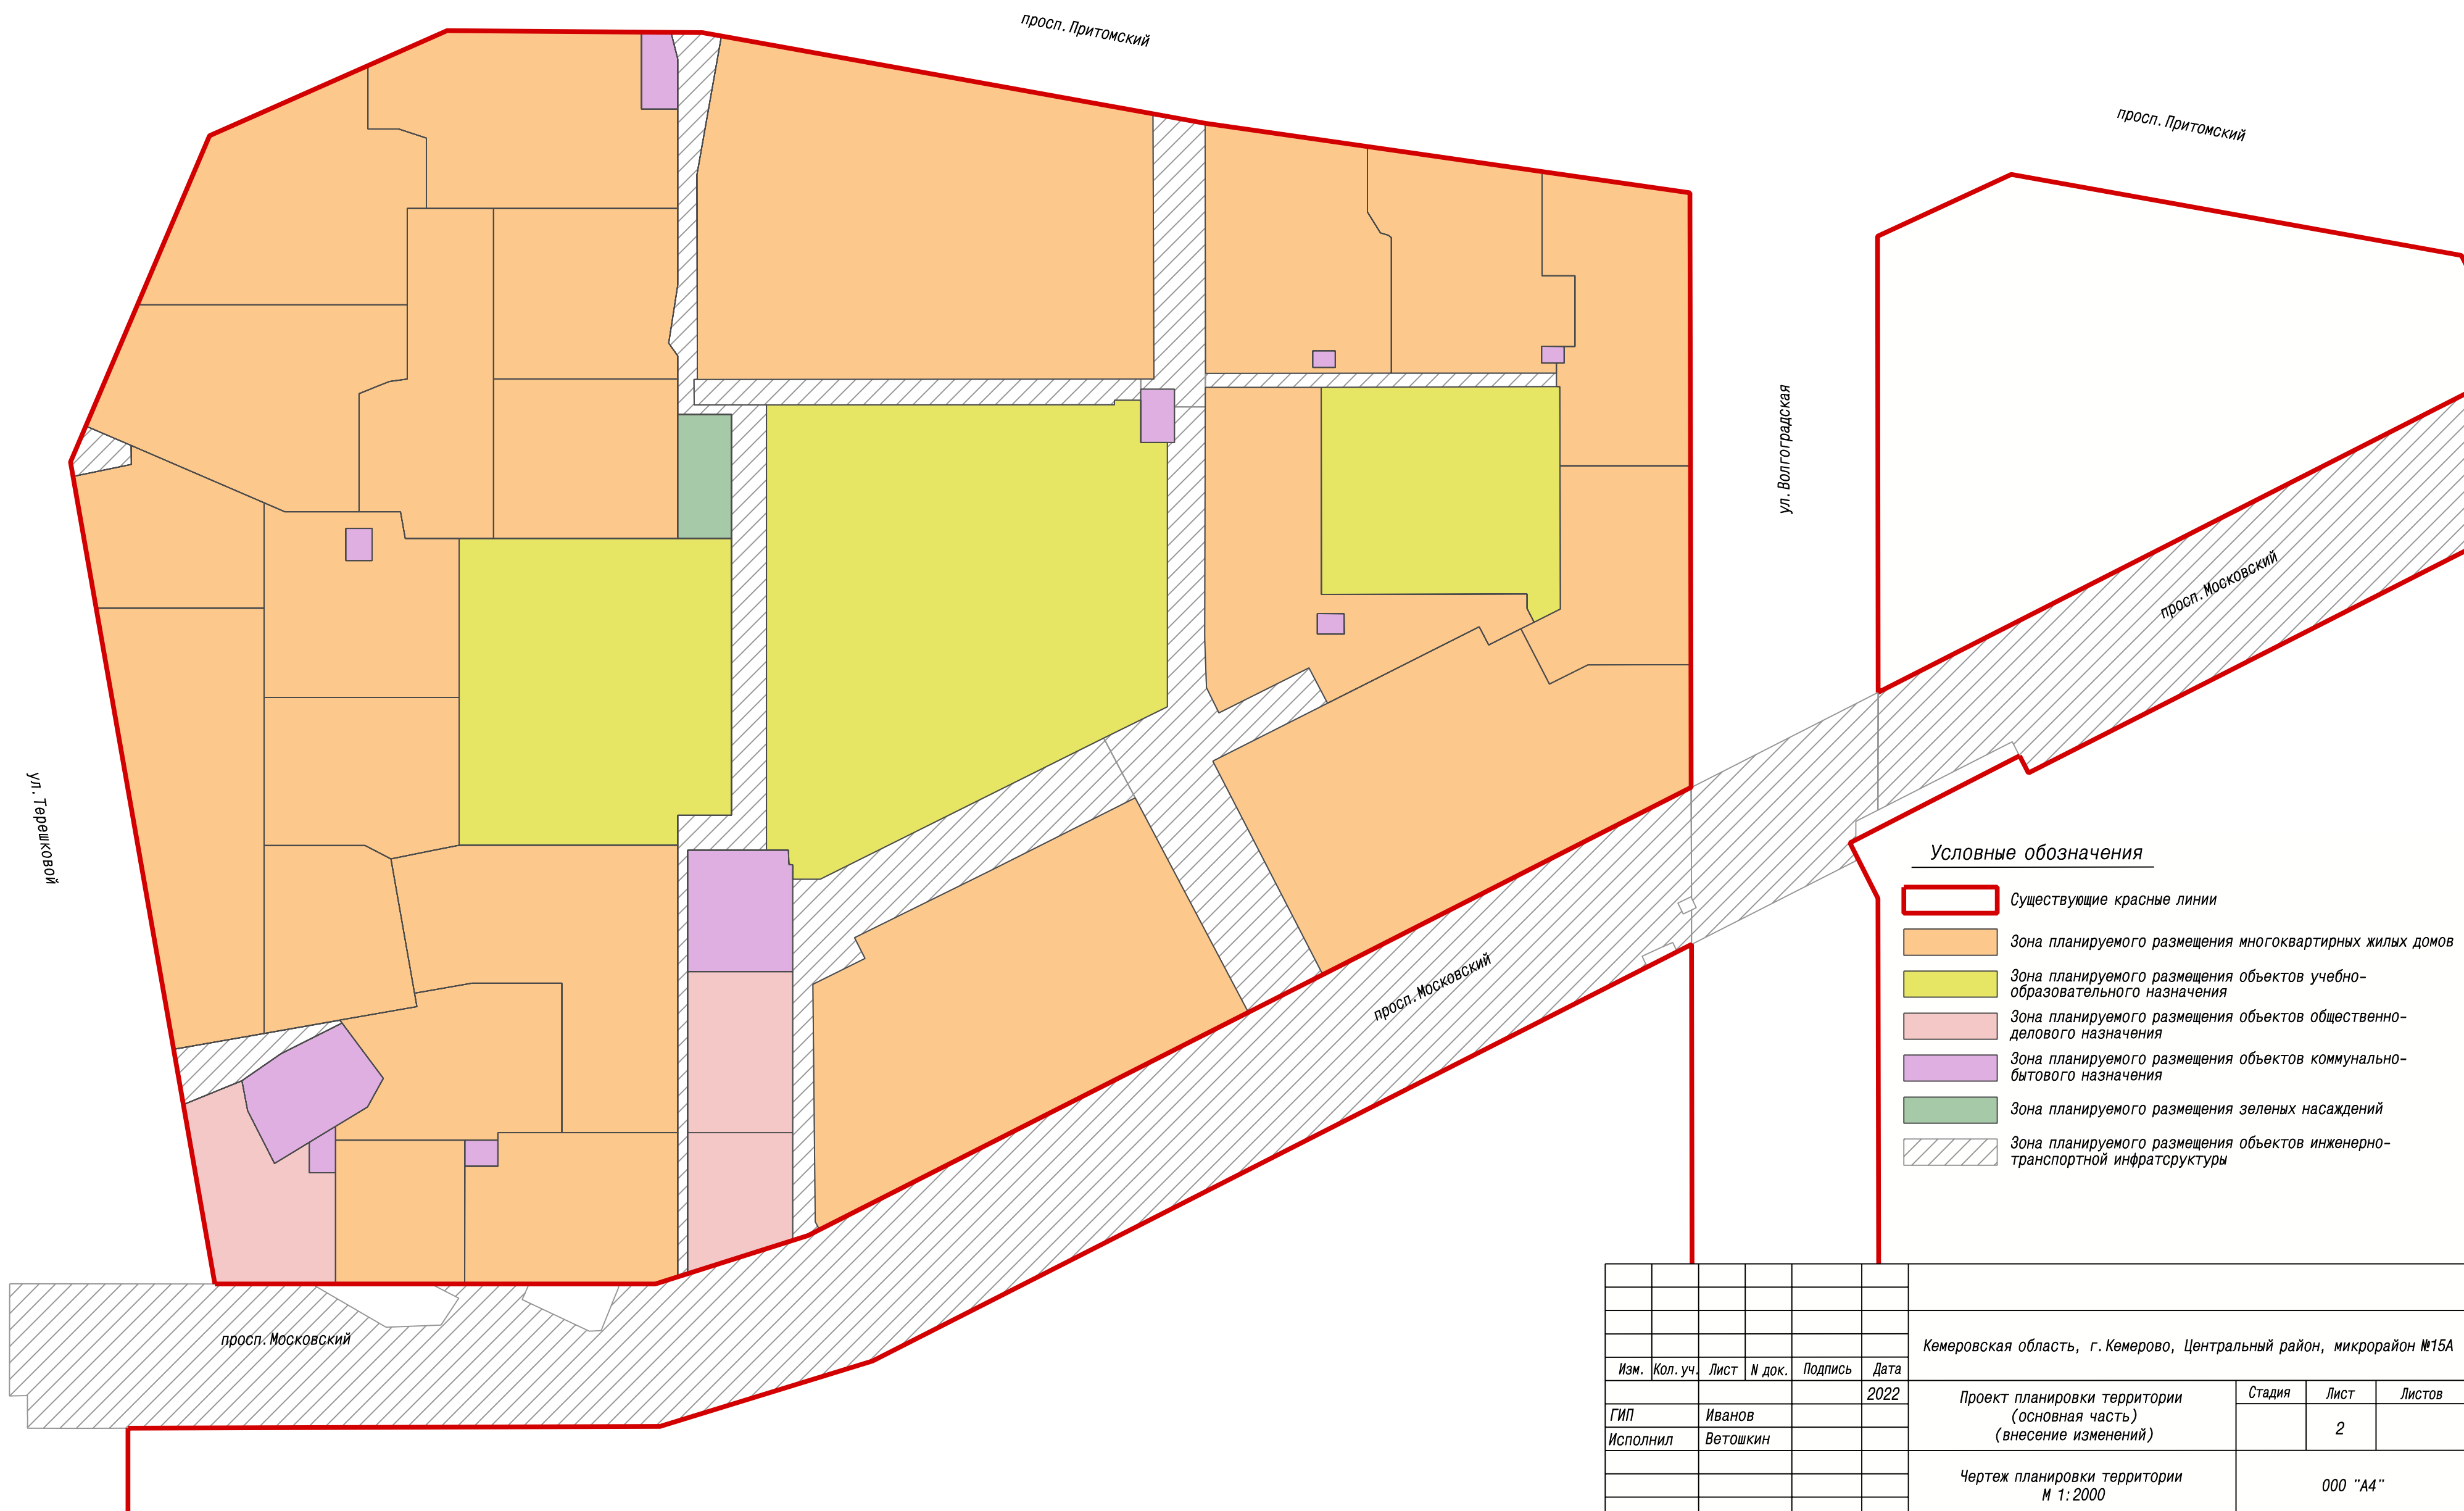 просп.Притомский
просп.Притомский
ул.Волгоградская
просп.Московский
ул.Терешковой
просп.Московский
просп.Московский
Условные обозначения
Существующие красные линии
Зона планируемого размещения многоквартирных жилых домов
Зона планируемого размещения объектов учебно-
образовательного назначения
Зона планируемого размещения объектов общественно-
делового назначения
Зона планируемого размещения объектов коммунально-
бытового назначения
Зона планируемого размещения зеленых насаждений
Зона планируемого размещения объектов инженерно-
транспортной инфратсруктуры
Кемеровская область, г.Кемерово, Центральный район, микрорайон №15А
Изм. Кол.уч. Лист N док. Подпись Дата
2022
ГИП Иванов
Исполнил Ветошкин
Проект планировки территории
(основная часть)
(внесение изменений)
Стадия Лист Листов
2
Чертеж планировки территории
М 1:2000
ООО "А4"